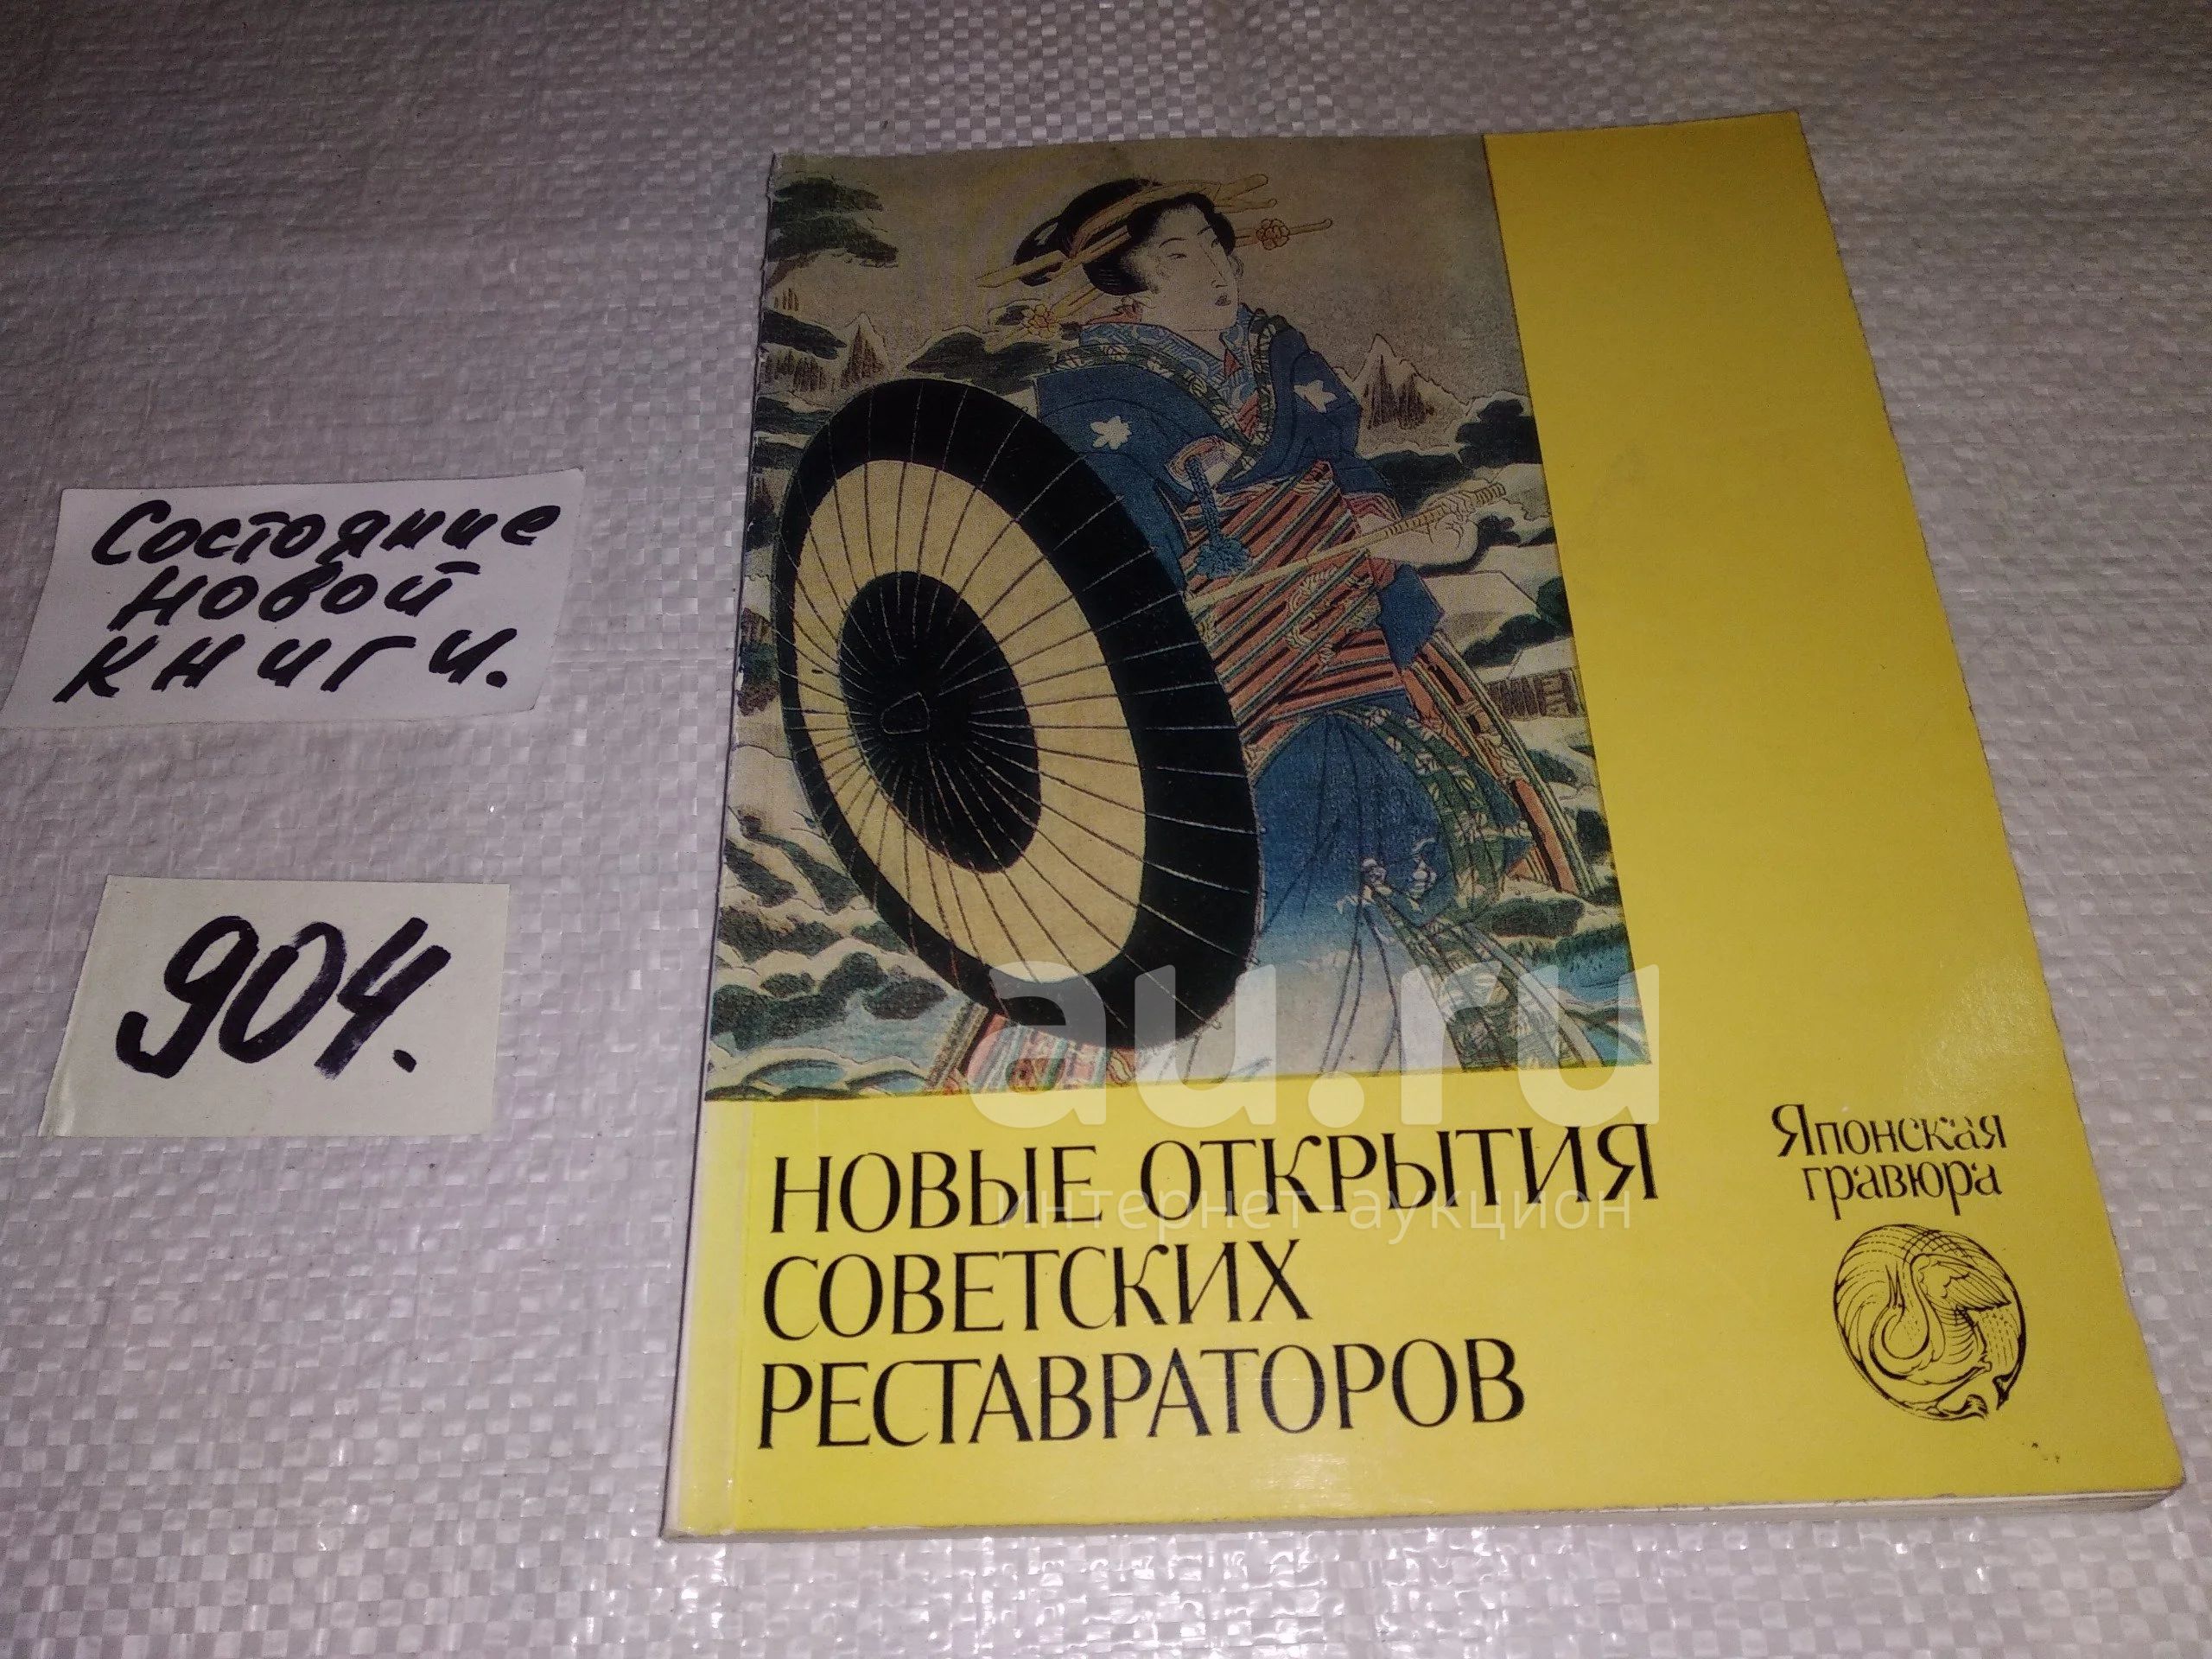 Состояние
новой
книги.
904.
НОВЫЕ ОТКРЫТИЯ
СОВЕТСКИХ
РЕСТАВРАТОРОВ
Японская
гравюра
au.ru
интернет-аукцион